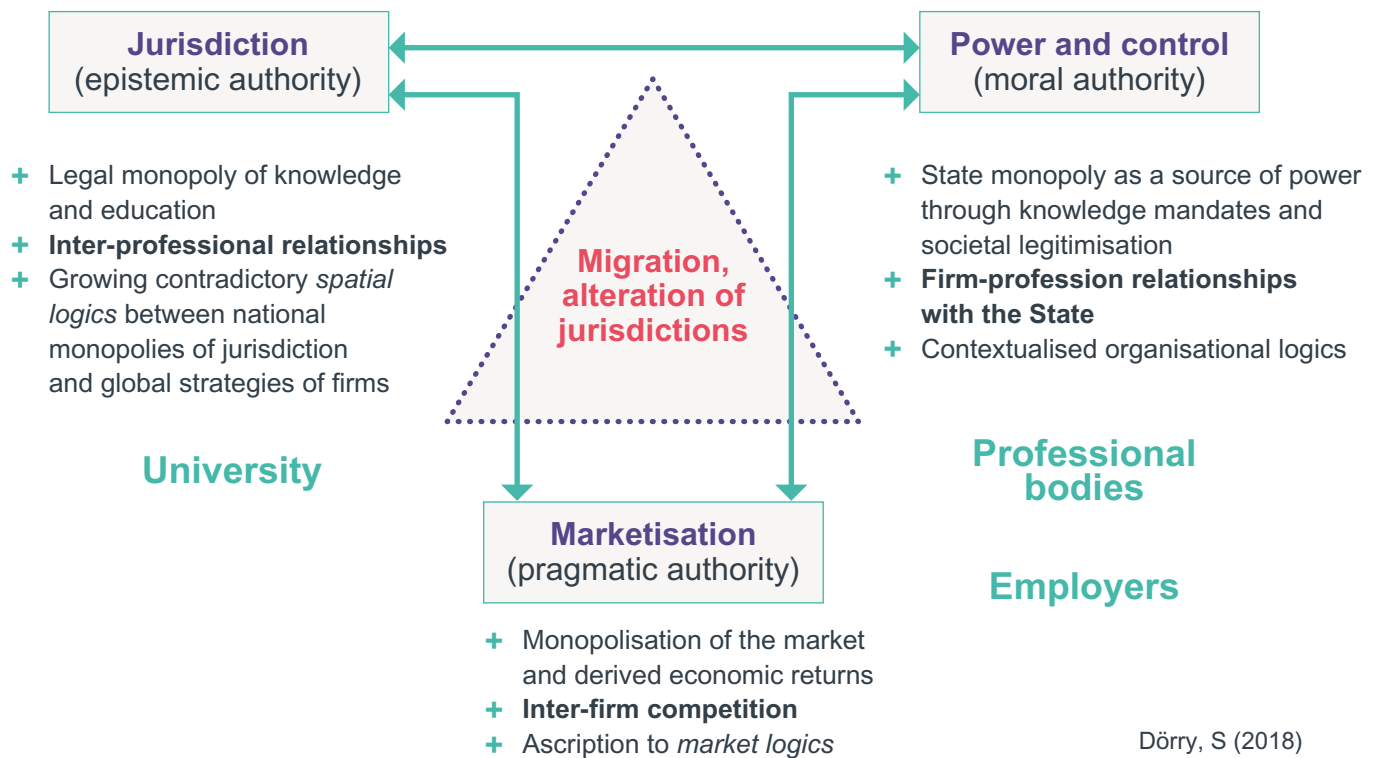 Jurisdiction
(epistemic authority)
Power and control
(moral authority)
+ Legal monopoly of knowledge
and education
+ Inter-professional relationships
+ Growing contradictory spatial
logics between national
monopolies of jurisdiction
and global strategies of firms
Migration,
alteration of
jurisdictions
+ State monopoly as a source of power
through knowledge mandates and
societal legitimisation
+ Firm-profession relationships
with the State
+ Contextualised organisational logics
University
Professional
bodies
Marketisation
(pragmatic authority)
Employers
+ Monopolisation of the market
and derived economic returns
+ Inter-firm competition
+ Ascription to market logics
Dörry, S (2018)